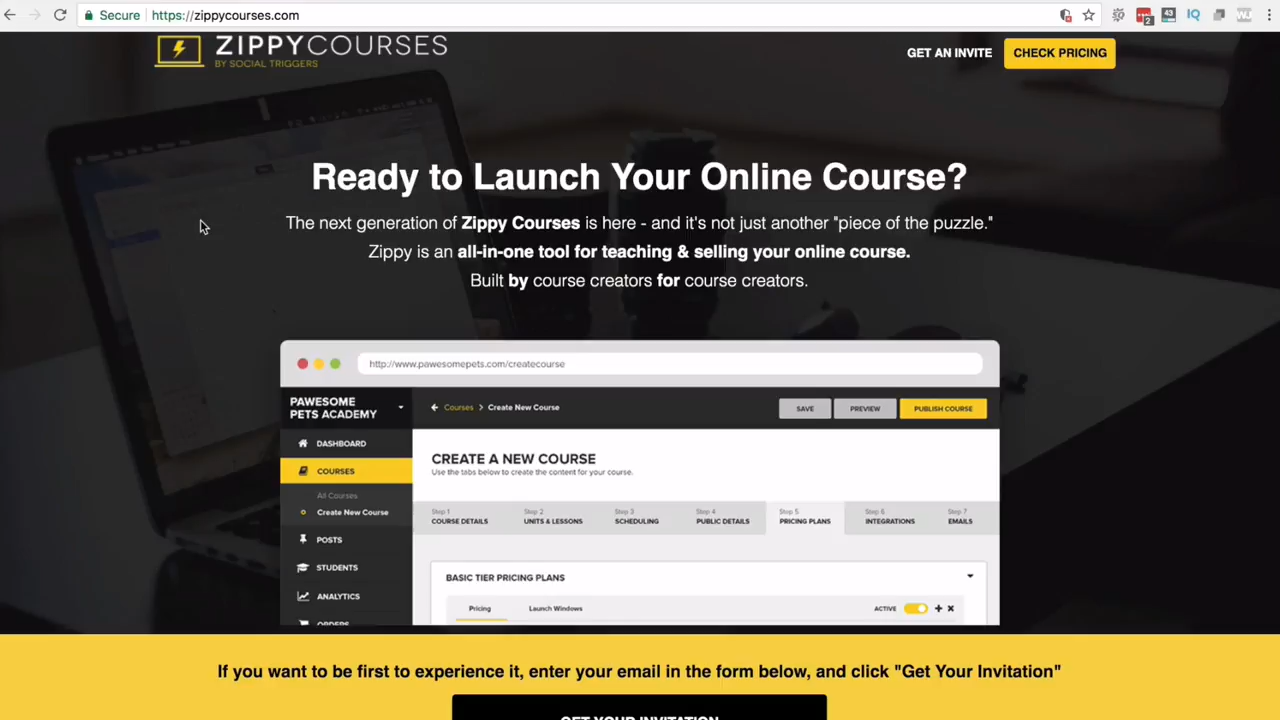 Secure https://zippycourses.com
2 43 IQ
ZIPPYCOURSES
BY SOCIAL TRIGGERS
GET AN INVITE CHECK PRICING
Ready to Launch Your Online Course?
The next generation of Zippy Courses is here - and it's not just another "piece of the puzzle."
Zippy is an all-in-one tool for teaching & selling your online course.
Built by course creators for course creators.
http://www.pawesomepets.com/createcourse
PAWESOME
PETS ACADEMY
Courses > Create New Course
SAVE PREVIEW PUBLISH COURSE
DASHBOARD
COURSES
All Courses
Create New Course
POSTS
STUDENTS
ANALYTICS
ORDERS
CREATE A NEW COURSE
Use the tabs below to create the content for your course.
Step 1 Step 2 Step 3 Step 4 Step 5 Step 6 Step 7
COURSE DETAILS UNITS & LESSONS SCHEDULING PUBLIC DETAILS PRICING PLANS INTEGRATIONS EMAILS
BASIC TIER PRICING PLANS
Pricing Launch Windows ACTIVE
If you want to be first to experience it, enter your email in the form below, and click "Get Your Invitation"
GET YOUR INVITATION